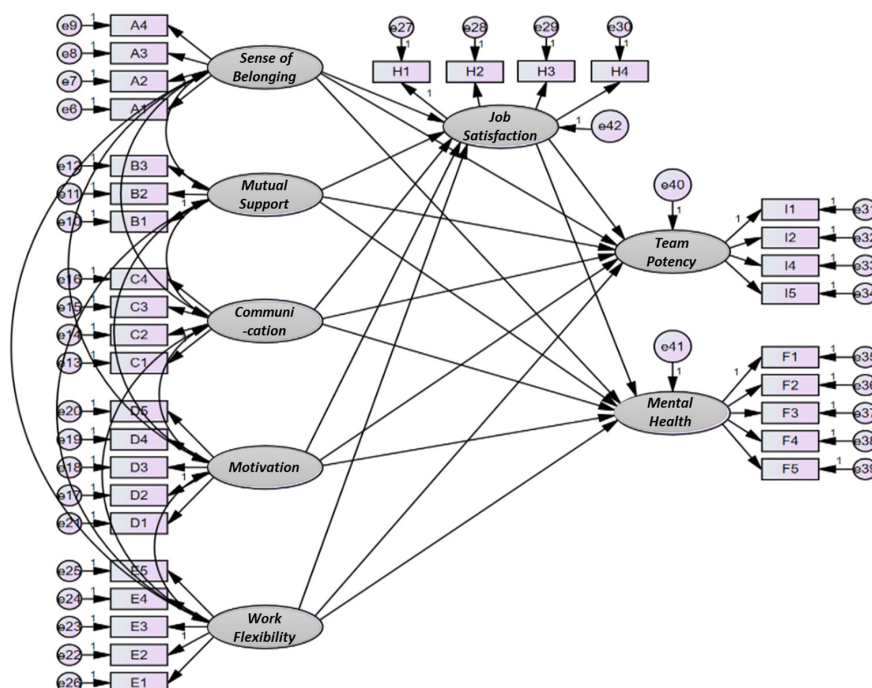 e9 1 A4
e8 1 A3
e7 1 A2
e6 1 A1
Sense of
Belonging
e12 1 B3
e11 1 B2
e10 1 B1
1
Mutual
Support
e16 1 C4
e15 1 C3
e14 1 C2
e13 1 C1
Communi
-cation
e20 1 D5
e19 1 D4
e18 1 D3
e17 1 D2
e21 1 D1
1
Motivation
e25 1 E5
e24 1 E4
e23 1 E3
e22 1 E2
e26 1 E1
1
Work
Flexibility
e27 e28 e29 e30
1 1 1 1
H1 H2 H3 H4
1
Job
Satisfaction
1 e42
e40
1
Team
Potency
1 I1 1 e31
I2 1 e32
I4 1 e33
I5 1 e34
e41
1
Mental
Health
1 F1 1 e35
F2 1 e36
F3 1 e37
F4 1 e38
F5 1 e39